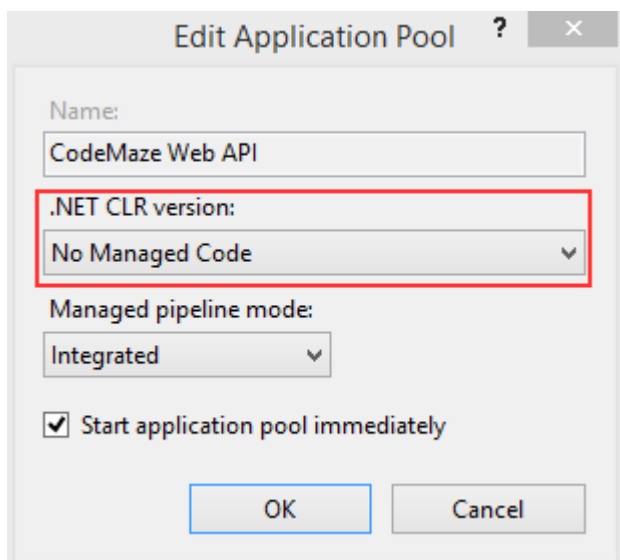 Edit Application Pool ?
Name:
CodeMaze Web API
.NET CLR version:
No Managed Code
Managed pipeline mode:
Integrated
Start application pool immediately
OK Cancel